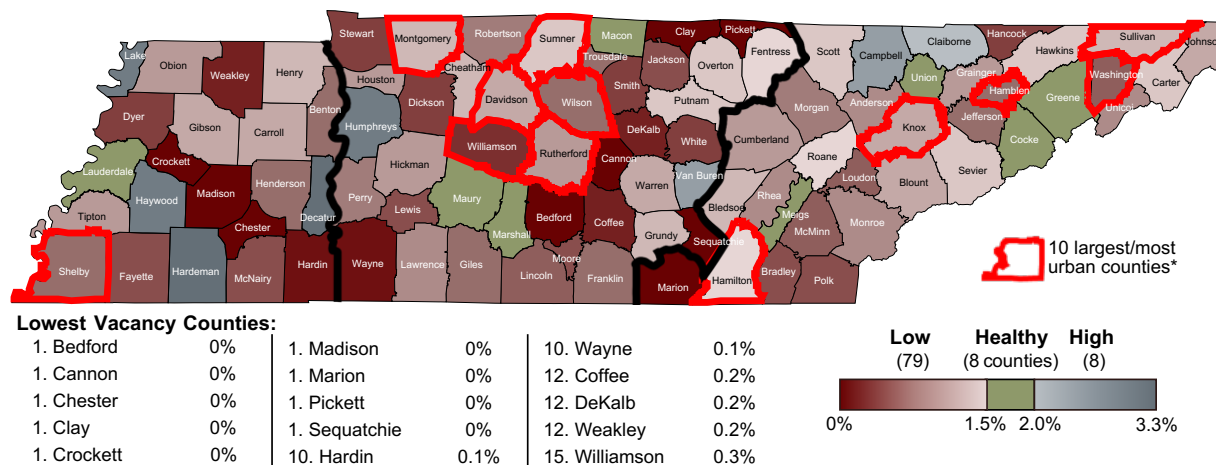 Stewart
Montgomery
Robertson
Sumner
Macon
Clay
Pickett
Fentress
Scott
Campbell
Claiborne
Hancock
Hawkins
Sullivan
Johnson
Lake
Obion
Weakley
Henry
Houston
Cheatham
Trousdale
Jackson
Overton
Union
Grainger
Hamblen
Washington
Carter
Dyer
Gibson
Carroll
Benton
Humphreys
Dickson
Davidson
Wilson
Smith
Putnam
Morgan
Anderson
Knox
Jefferson
Greene
Unicoi
Crockett
Lauderdale
Haywood
Madison
Henderson
Decatur
Perry
Hickman
Williamson
Rutherford
Cannon
DeKalb
White
Cumberland
Roane
Loudon
Blount
Sevier
Cocke
Tipton
Chester
Lewis
Maury
Marshall
Bedford
Coffee
Warren
Van Buren
Bledsoe
Rhea
Meigs
McMinn
Monroe
Shelby
Fayette
Hardeman
McNairy
Hardin
Wayne
Lawrence
Giles
Lincoln
Moore
Franklin
Grundy
Sequatchie
Marion
Hamilton
Bradley
Polk
10 largest/most
urban counties*
Lowest Vacancy Counties:
1. Bedford 0%
1. Cannon 0%
1. Chester 0%
1. Clay 0%
1. Crockett 0%
1. Madison 0%
1. Marion 0%
1. Pickett 0%
1. Sequatchie 0%
10. Hardin 0.1%
10. Wayne 0.1%
12. Coffee 0.2%
12. DeKalb 0.2%
12. Weakley 0.2%
15. Williamson 0.3%
Low Healthy High
(79) (8 counties) (8)
0% 1.5% 2.0% 3.3%